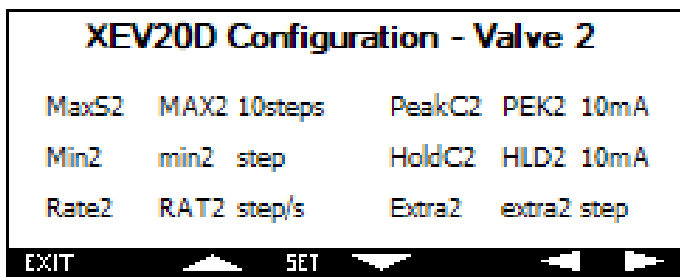 XEV20D Configuration - Valve 2
MaxS2 MAX2 10steps PeakC2 PEK2 10mA
Min2 min2 step HoldC2 HLD2 10mA
Rate2 RAT2 step/s Extra2 extra2 step
EXIT SET